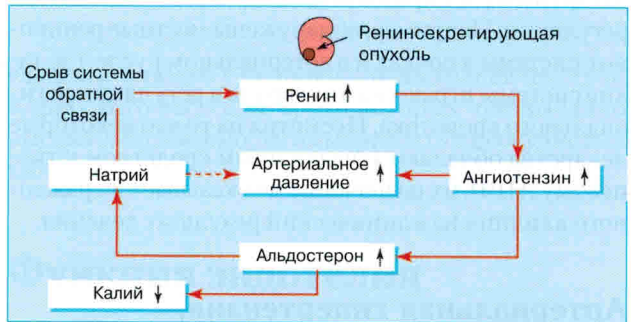 Ренинсекретирующая
опухоль
Срыв системы
обратной
связи
Ренин ↑
Натрий
Артериальное
давление ↑
Ангиотензин ↑
Альдостерон ↑
Калий ↓